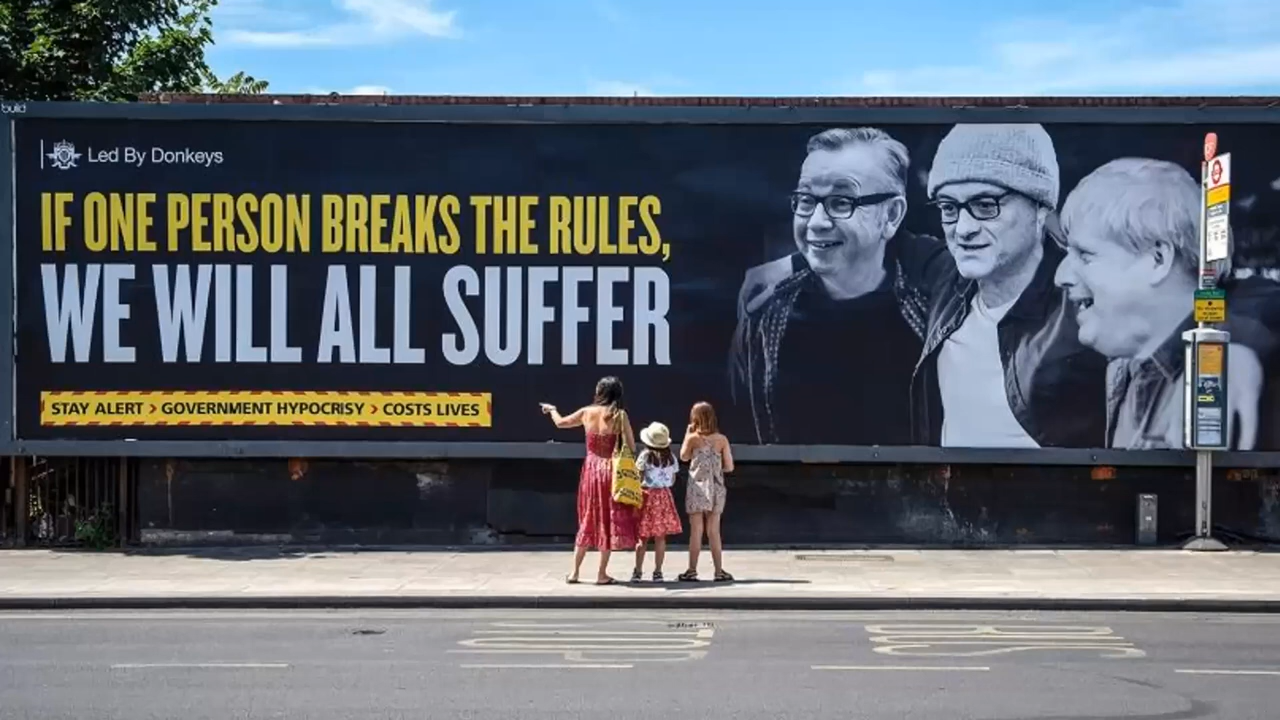 build
Led By Donkeys
IF ONE PERSON BREAKS THE RULES,
WE WILL ALL SUFFER
STAY ALERT > GOVERNMENT HYPOCRISY > COSTS LIVES